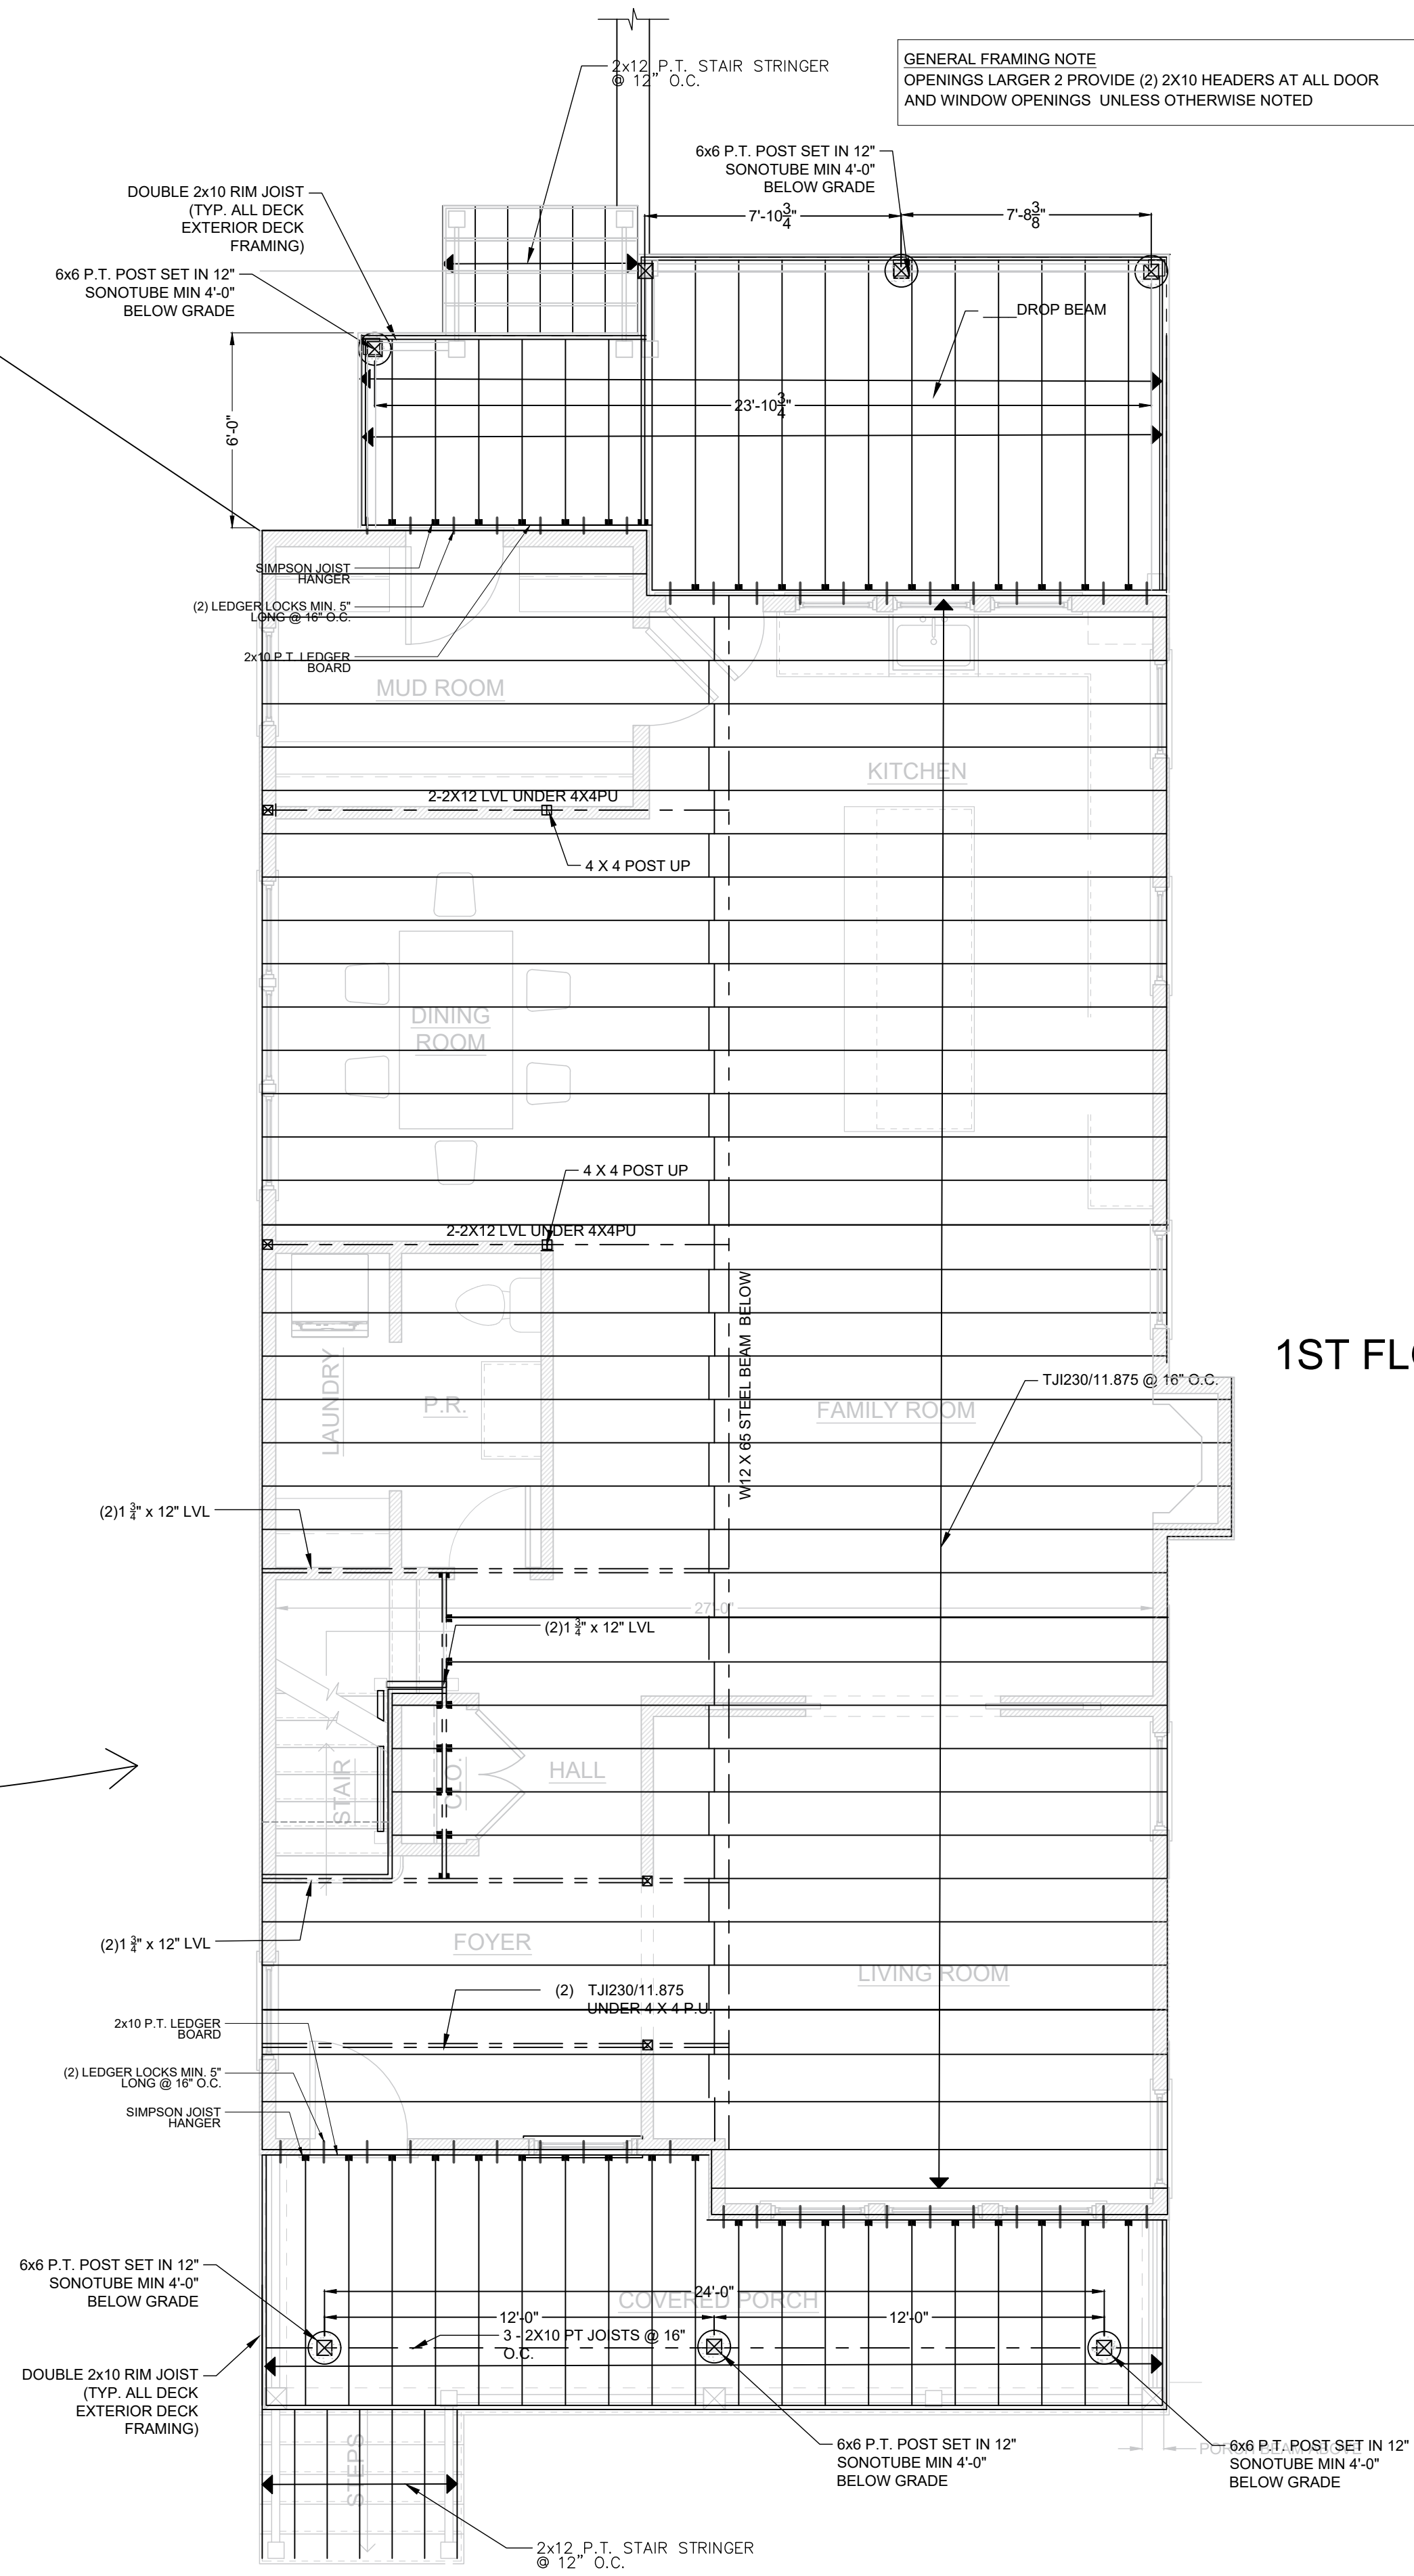 2x12 P.T. STAIR STRINGER
@ 12" O.C.
GENERAL FRAMING NOTE
OPENINGS LARGER 2 PROVIDE (2) 2X10 HEADERS AT ALL DOOR
AND WINDOW OPENINGS UNLESS OTHERWISE NOTED
6x6 P.T. POST SET IN 12"
SONOTUBE MIN 4'-0"
BELOW GRADE
DOUBLE 2x10 RIM JOIST
(TYP. ALL DECK
EXTERIOR DECK
FRAMING)
7'-10 3/4"
7'-8 3/8"
6x6 P.T. POST SET IN 12"
SONOTUBE MIN 4'-0"
BELOW GRADE
DROP BEAM
23'-10 3/4"
6'-0"
SIMPSON JOIST
HANGER
(2) LEDGER LOCKS MIN. 5"
LONG @ 16" O.C.
2x10 P.T. LEDGER
BOARD
MUD ROOM
KITCHEN
2-2X12 LVL UNDER 4X4PU
4 X 4 POST UP
DINING
ROOM
4 X 4 POST UP
2-2X12 LVL UNDER 4X4PU
W12 X 65 STEEL BEAM BELOW
1ST FLO
LAUNDRY
P.R.
TJI230/11.875 @ 16" O.C.
FAMILY ROOM
(2)1 3/4" x 12" LVL
27'-0"
(2)1 3/4" x 12" LVL
STAIR
CLO.
HALL
(2)1 3/4" x 12" LVL
FOYER
LIVING ROOM
(2) TJI230/11.875
UNDER 4 X 4 P.U.
2x10 P.T. LEDGER
BOARD
(2) LEDGER LOCKS MIN. 5"
LONG @ 16" O.C.
SIMPSON JOIST
HANGER
6x6 P.T. POST SET IN 12"
SONOTUBE MIN 4'-0"
BELOW GRADE
24'-0"
COVERED PORCH
12'-0"
12'-0"
3 - 2X10 PT JOISTS @ 16"
O.C.
DOUBLE 2x10 RIM JOIST
(TYP. ALL DECK
EXTERIOR DECK
FRAMING)
6x6 P.T. POST SET IN 12"
SONOTUBE MIN 4'-0"
BELOW GRADE
PORCH BEAM ABOVE
6x6 P.T. POST SET IN 12"
SONOTUBE MIN 4'-0"
BELOW GRADE
STEPS
2x12 P.T. STAIR STRINGER
@ 12" O.C.